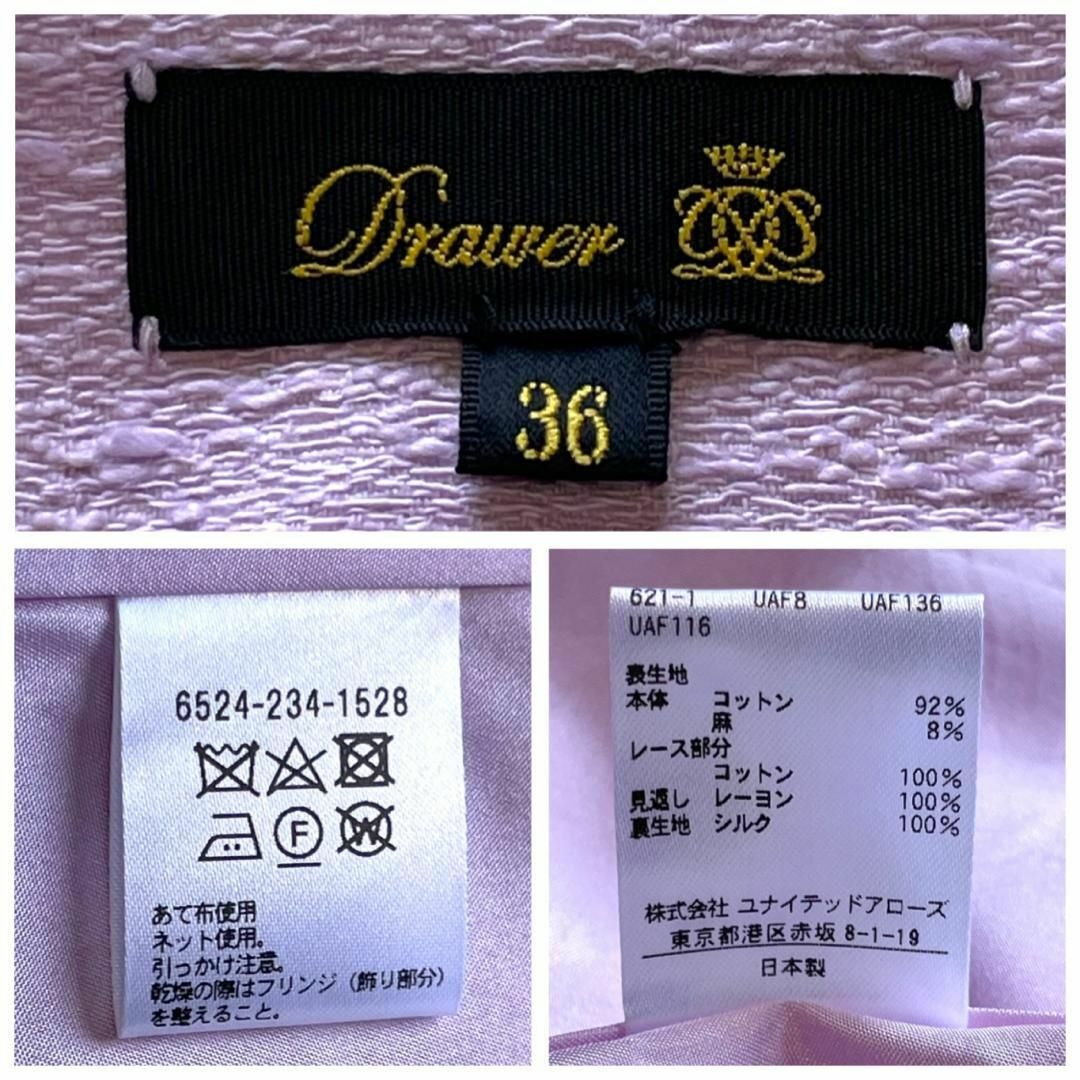 Drawer
36
6524-234-1528
F
W
あて布使用
ネット使用。
引っかけ注意。
乾燥の際はフリンジ（飾り部分）
を整えること。
621-1 UAF8 UAF136
UAF116
表生地
本体 コットン 92%
麻 8%
レース部分
コットン 100%
見返し レーヨン 100%
裏生地 シルク 100%
株式会社 ユナイテッドアローズ
東京都港区赤坂 8-1-19
日本製